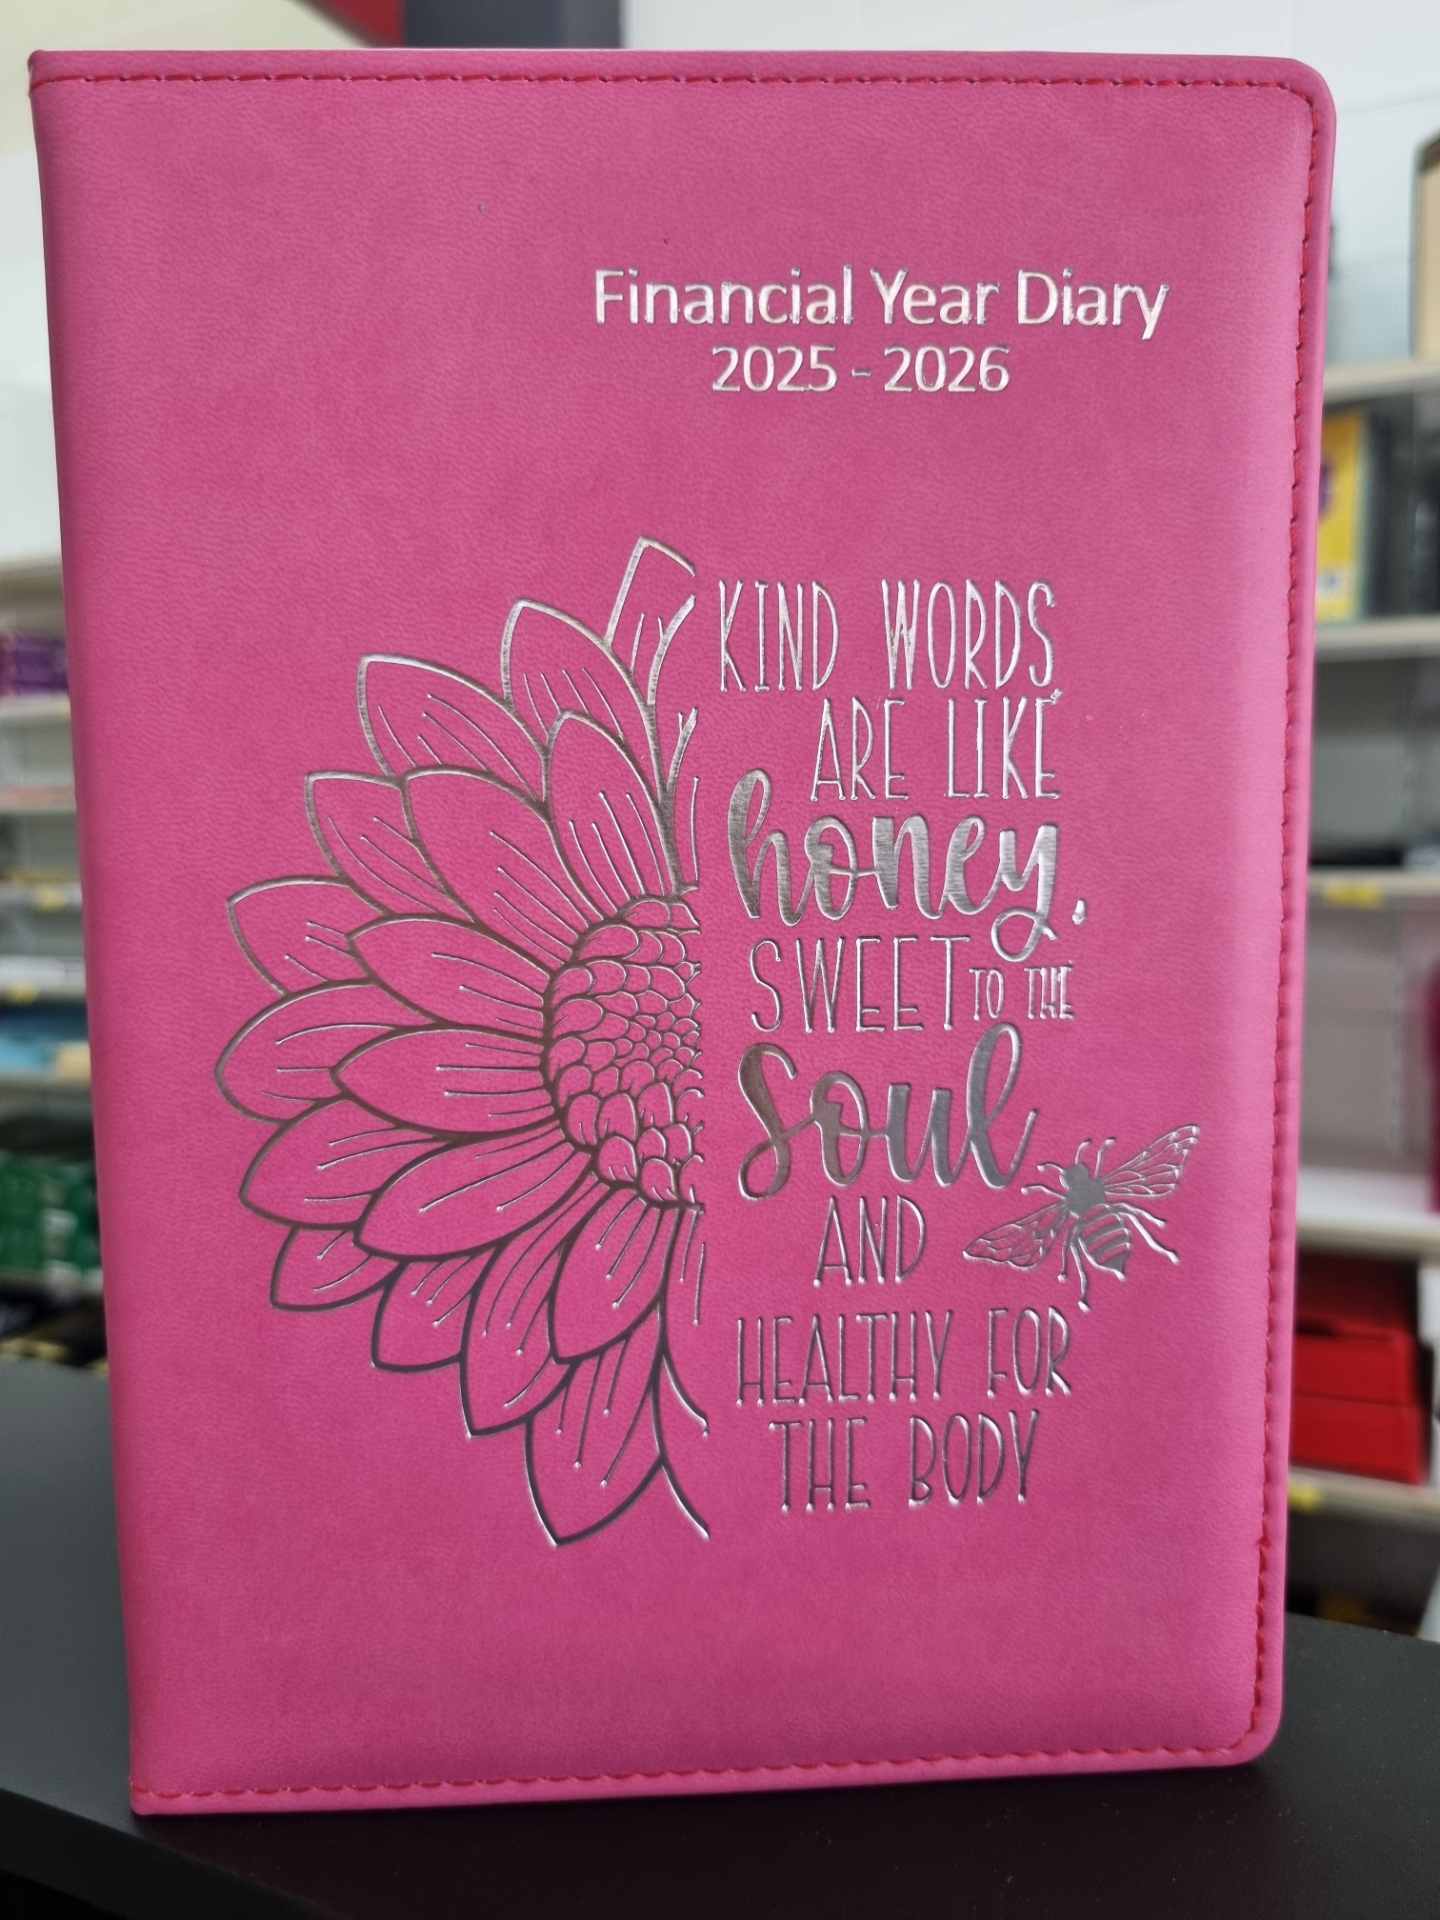 Financial Year Diary
2025 - 2026
KIND WORDS
ARE LIKE
honey.
SWEET TO THE
Soul
AND
HEALTHY FOR
THE BODY